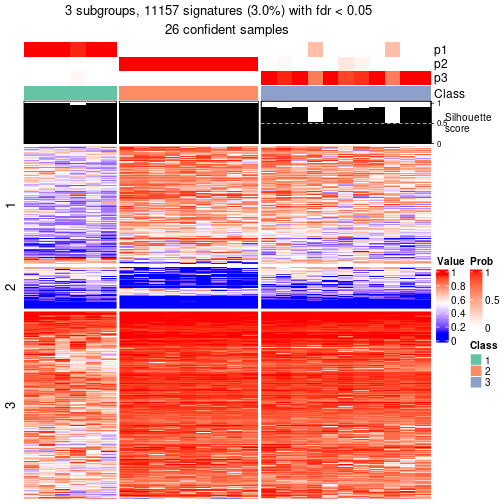 3 subgroups, 11157 signatures (3.0%) with fdr < 0.05
26 confident samples
p1
p2
p3
Class
1
0.5
0
Silhouette
score
1
2
3
Value
1
0.8
0.6
0.4
0.2
0
Prob
1
0.5
0
Class
1
2
3